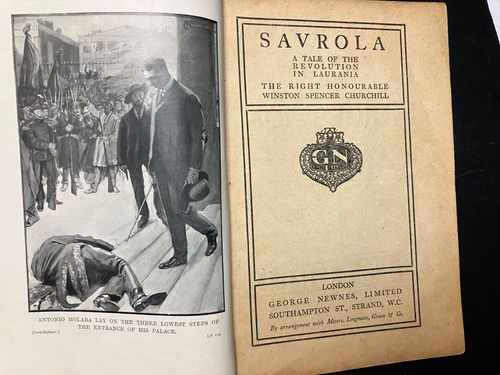 ANTONIO MOLARA LAY ON THE THREE LOWEST STEPS OF
THE ENTRANCE OF HIS PALACE.
Frontispiece.]
[p.
SAVROLA
A TALE OF THE
REVOLUTION
IN LAURANIA
THE RIGHT HONOURABLE
WINSTON SPENCER CHURCHILL
GN
LONDON
GEORGE NEWNES, LIMITED
SOUTHAMPTON ST., STRAND, W.C.
By arrangement with Messrs. Longmans, Green & Co.